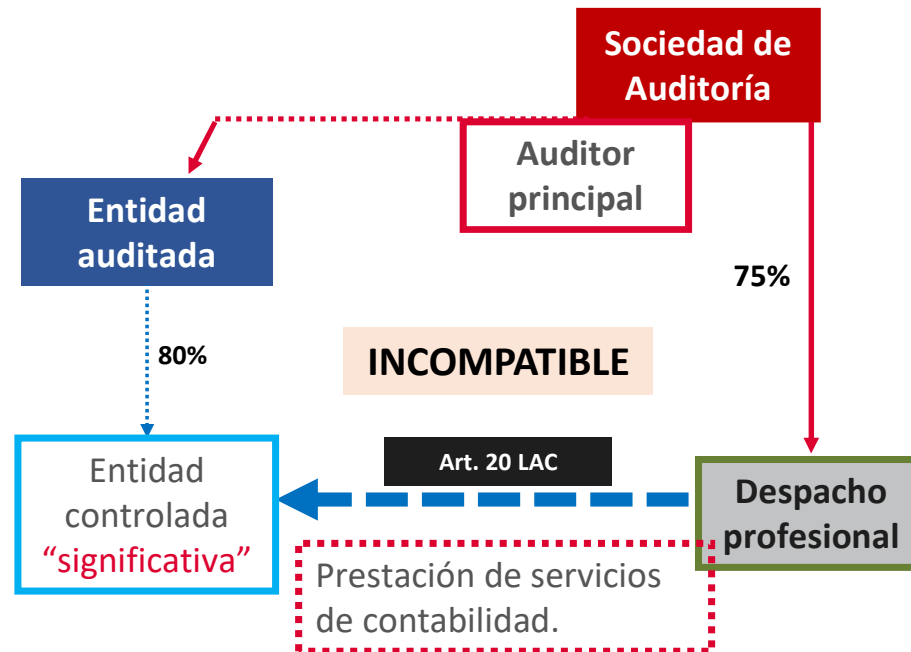 Sociedad de
Auditoría
Auditor
principal
Entidad
auditada
75%
80%
INCOMPATIBLE
Art. 20 LAC
Entidad
controlada
“significativa”
Despacho
profesional
Prestación de servicios
de contabilidad.